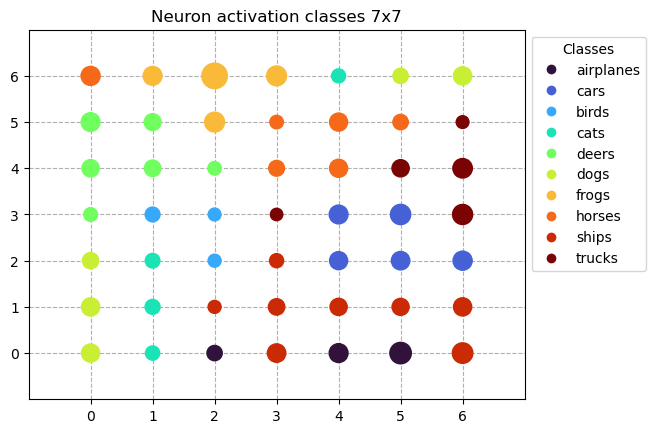 Neuron activation classes 7x7
Classes
airplanes
cars
birds
cats
deers
dogs
frogs
horses
ships
trucks
6
5
4
3
2
1
0
0 1 2 3 4 5 6